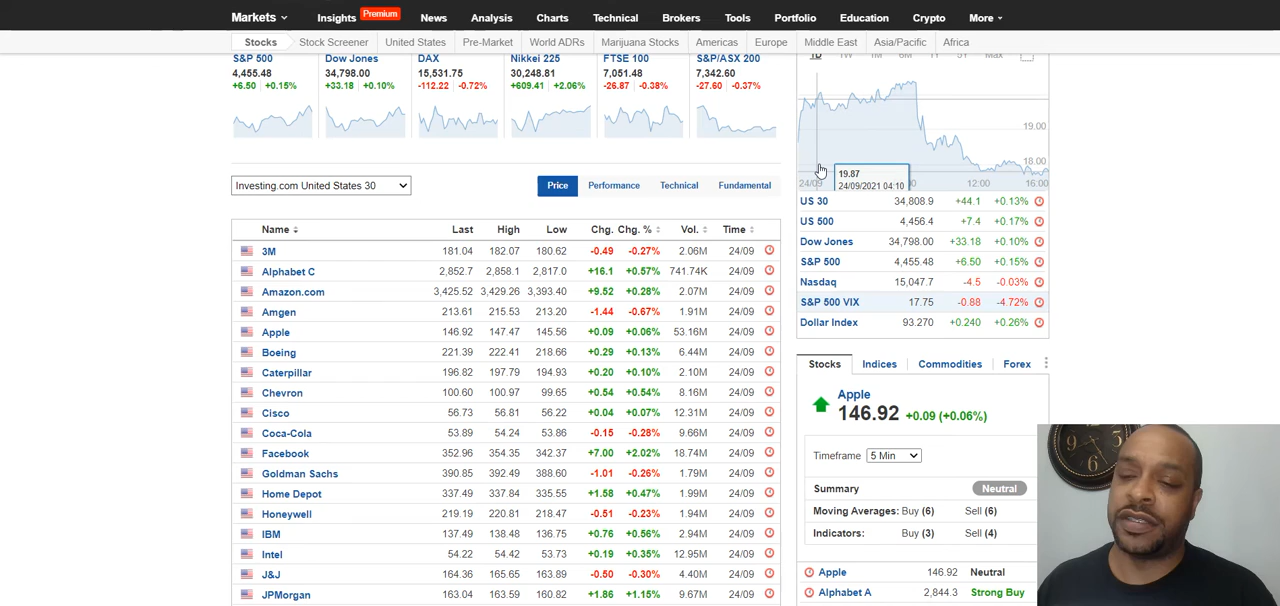 Markets Insights Premium News Analysis Charts Technical Brokers Tools Portfolio Education Crypto More
Stocks Stock Screener United States Pre-Market World ADRs Marijuana Stocks Americas Europe Middle East Asia/Pacific Africa
S&P 500 Dow Jones DAX Nikkei 225 FTSE 100 S&P/ASX 200
4,455.48 34,798.00 15,531.75 30,248.81 7,051.48 7,342.60
+6.50 +0.15% +33.18 +0.10% -112.22 -0.72% +609.41 +2.06% -26.87 -0.38% -27.60 -0.37%
Investing.com United States 30 Price Performance Technical Fundamental
Name Last High Low Chg. Chg. % Vol. Time
3M 181.04 182.07 180.62 -0.49 -0.27% 2.06M 24/09
Alphabet C 2,852.7 2,858.1 2,817.0 +16.1 +0.57% 741.74K 24/09
Amazon.com 3,425.52 3,429.26 3,393.40 +9.52 +0.28% 2.07M 24/09
Amgen 213.61 215.53 213.20 -1.44 -0.67% 1.91M 24/09
Apple 146.92 147.47 145.56 +0.09 +0.06% 53.16M 24/09
Boeing 221.39 222.41 218.66 +0.29 +0.13% 6.44M 24/09
Caterpillar 196.82 197.79 194.93 +0.20 +0.10% 2.10M 24/09
Chevron 100.60 100.97 99.65 +0.54 +0.54% 8.16M 24/09
Cisco 56.73 56.81 56.22 +0.04 +0.07% 12.31M 24/09
Coca-Cola 53.89 54.24 53.86 -0.15 -0.28% 9.66M 24/09
Facebook 352.96 354.35 342.37 +7.00 +2.02% 18.74M 24/09
Goldman Sachs 390.85 392.49 388.60 -1.01 -0.26% 1.79M 24/09
Home Depot 337.49 337.84 335.55 +1.58 +0.47% 1.99M 24/09
Honeywell 219.19 220.81 218.47 -0.51 -0.23% 1.94M 24/09
IBM 137.49 138.48 136.75 +0.76 +0.56% 2.94M 24/09
Intel 54.22 54.42 53.73 +0.19 +0.35% 12.95M 24/09
J&J 164.36 165.65 163.89 -0.50 -0.30% 4.40M 24/09
JPMorgan 163.04 163.59 160.82 +1.86 +1.15% 9.67M 24/09
1D 1W 1M 6M 1Y 5Y Max
19.00
18.00
19.87
24/09/2021 04:10
24/09 12:00 16:00
US 30 34,808.9 +44.1 +0.13%
US 500 4,456.4 +7.4 +0.17%
Dow Jones 34,798.00 +33.18 +0.10%
S&P 500 4,455.48 +6.50 +0.15%
Nasdaq 15,047.7 -4.5 -0.03%
S&P 500 VIX 17.75 -0.88 -4.72%
Dollar Index 93.270 +0.240 +0.26%
Stocks Indices Commodities Forex
Apple
146.92 +0.09 (+0.06%)
Timeframe 5 Min
Summary Neutral
Moving Averages: Buy (6) Sell (6)
Indicators: Buy (3) Sell (4)
Apple 146.92 Neutral
Alphabet A 2,844.3 Strong Buy